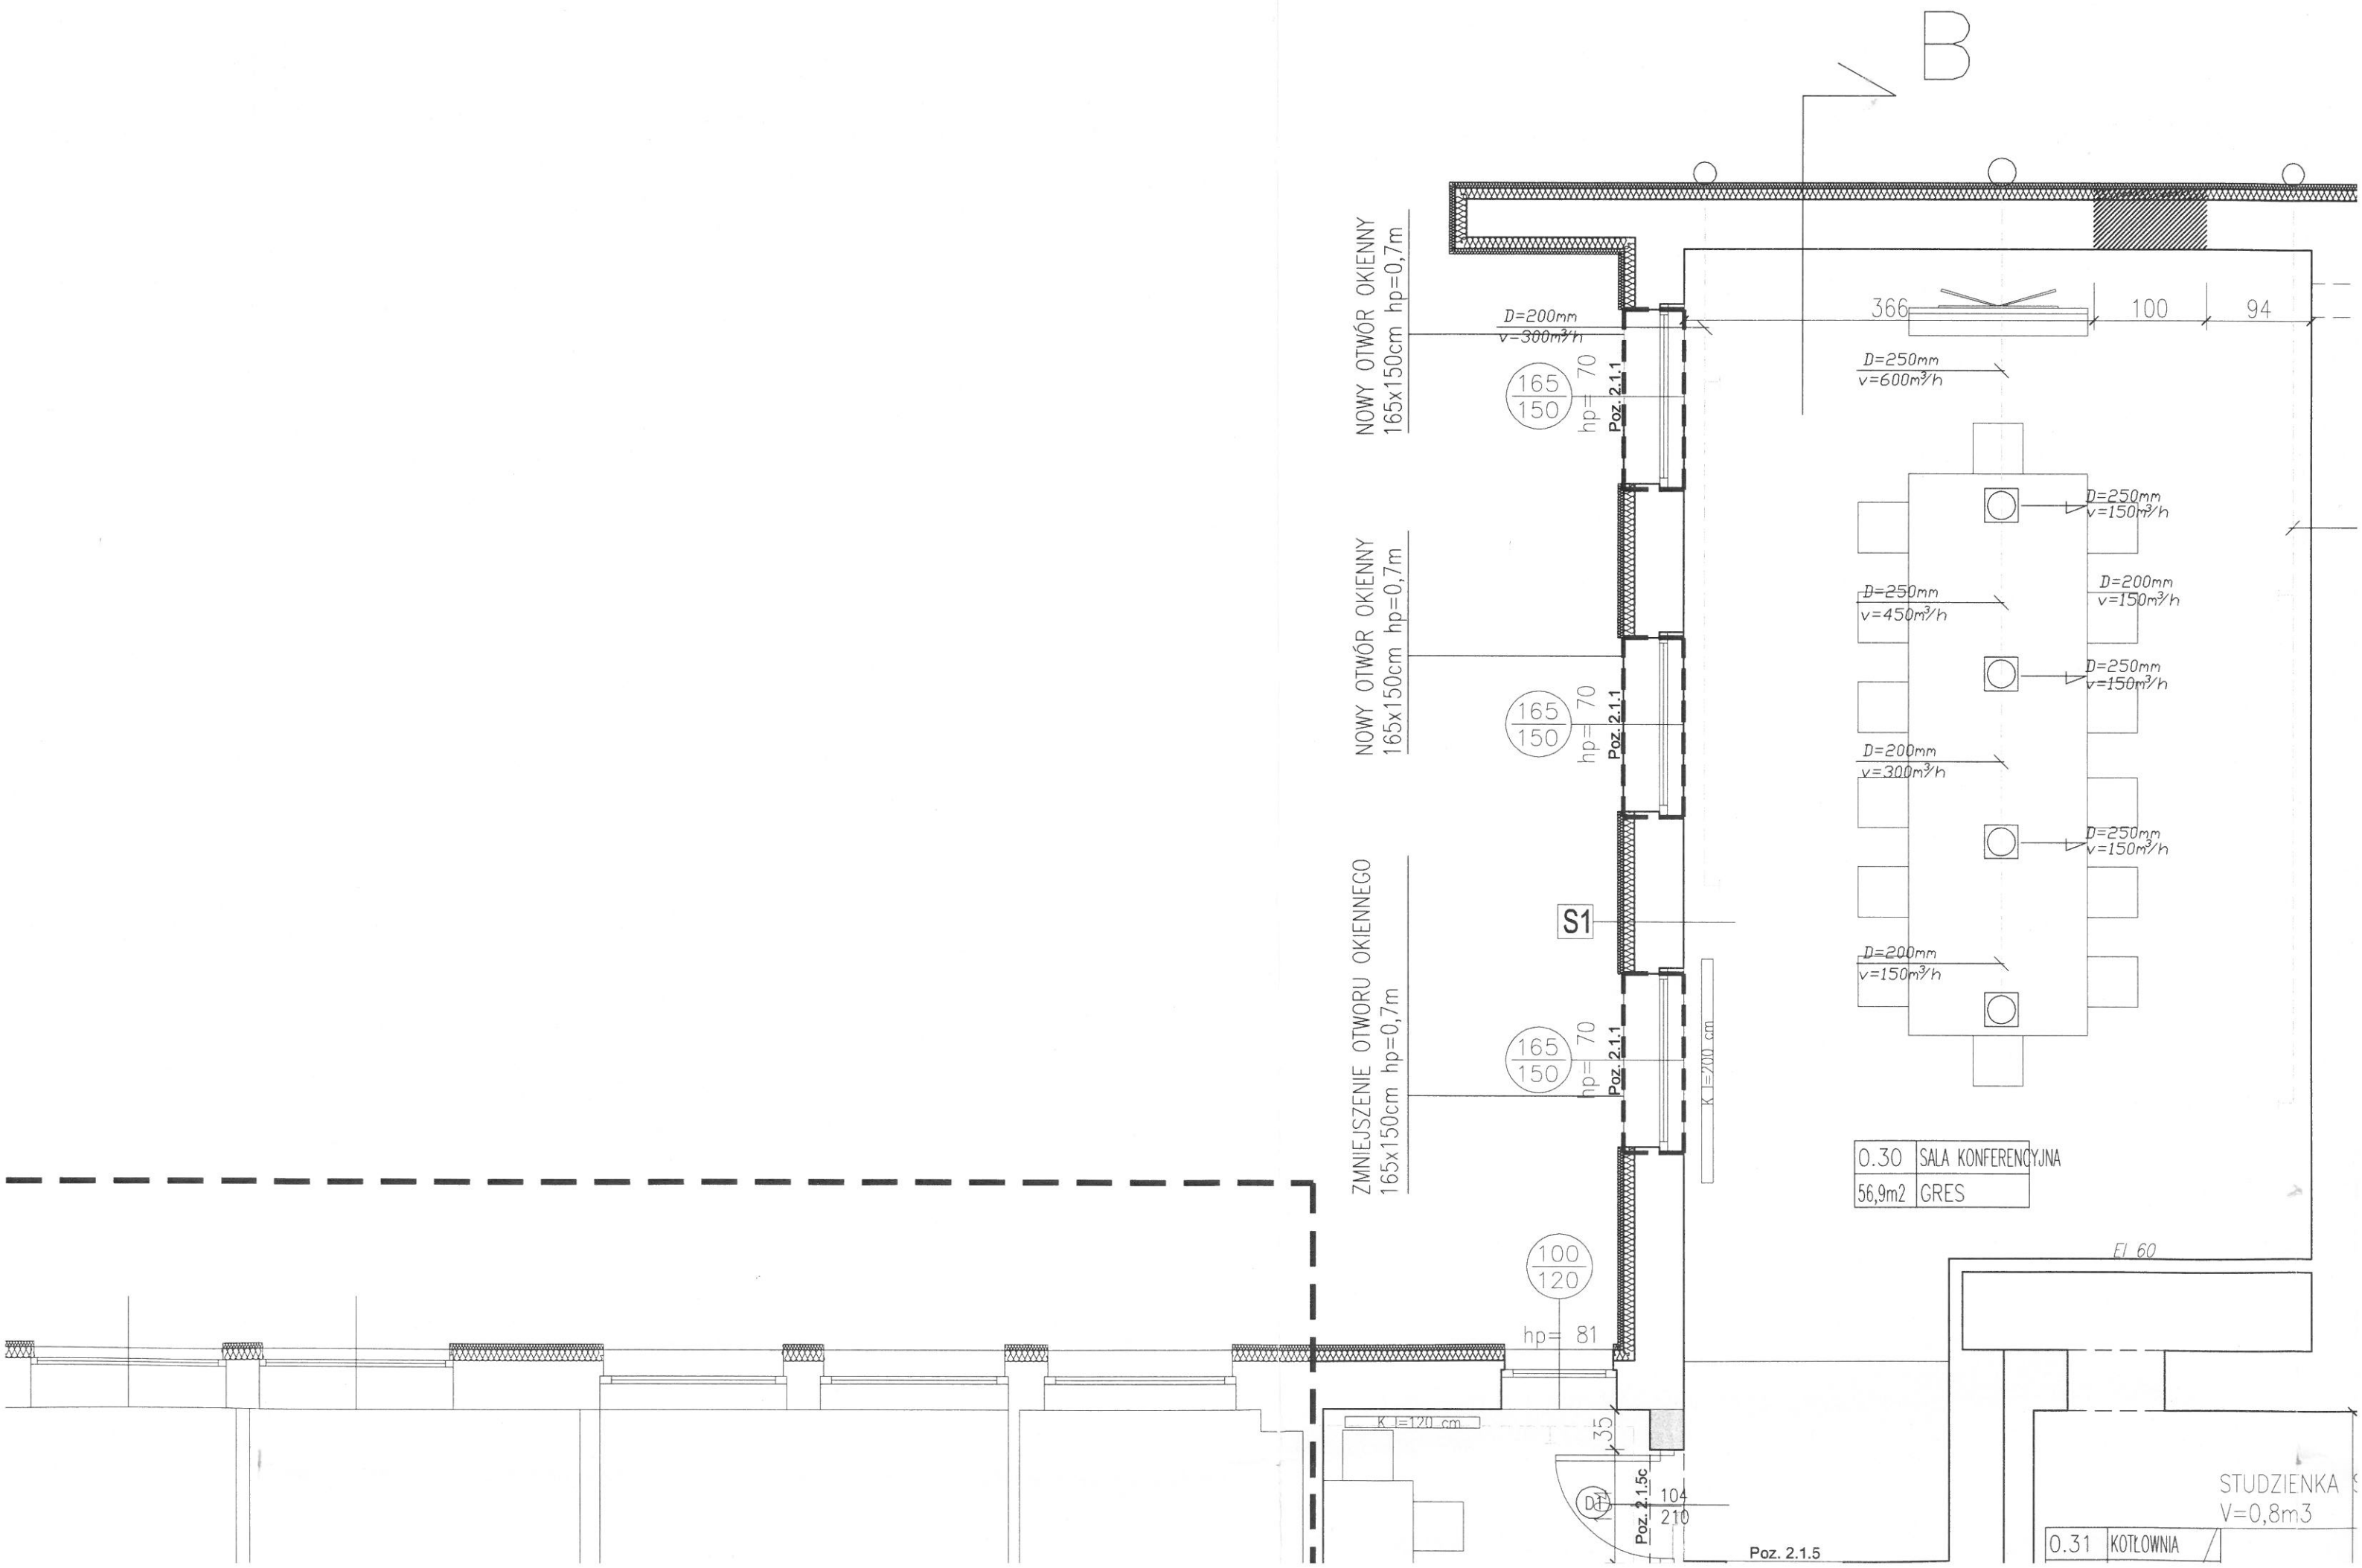 B
NOWY OTWÓR OKIENNY
165x150cm hp=0,7m
D=200mm
v=300m³/h
165
150
hp= 70
Poz. 2.1.1
366
100
94
D=250mm
v=600m³/h
D=250mm
v=150m³/h
NOWY OTWÓR OKIENNY
165x150cm hp=0,7m
165
150
hp= 70
Poz. 2.1.1
D=250mm
v=450m³/h
D=200mm
v=150m³/h
D=250mm
v=150m³/h
D=200mm
v=300m³/h
D=250mm
v=150m³/h
ZMNIEJSZENIE OTWORU OKIENNEGO
165x150cm hp=0,7m
S1
165
150
hp= 70
Poz. 2.1.1
K l=200 cm
D=200mm
v=150m³/h
0.30 SALA KONFERENCYJNA
56,9m2 GRES
EI 60
100
120
hp= 81
K l=120 cm
35
D1
Poz. 2.1.5c
104
210
Poz. 2.1.5
STUDZIENKA
V=0,8m3
0.31 KOTŁOWNIA